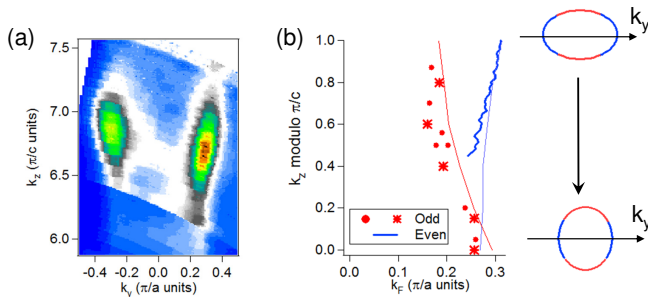 (a)
7.5
7.0
6.5
6.0
k_z (π/c units)
-0.4 -0.2 0.0 0.2 0.4
k_y (π/a units)
(b)
1.0
0.8
0.6
0.4
0.2
0.0
k_z modulo π/c
Odd
Even
0.0 0.1 0.2 0.3
k_F (π/a units)
k_y
k_y